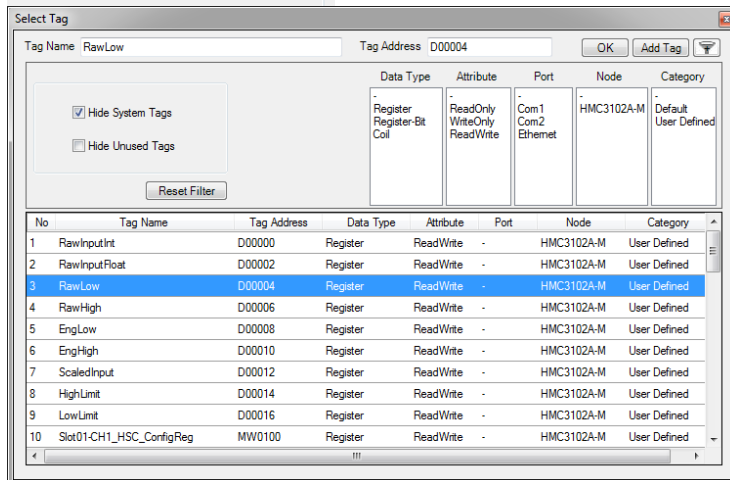 Select Tag
Tag Name RawLow Tag Address D00004 OK Add Tag
Data Type Attribute Port Node Category
- - - - -
Hide System Tags Register ReadOnly Com1 HMC3102A-M Default
Register-Bit WriteOnly Com2 User Defined
Hide Unused Tags Coil ReadWrite Ethernet
Reset Filter
No Tag Name Tag Address Data Type Attribute Port Node Category
1 RawInputInt D00000 Register ReadWrite - HMC3102A-M User Defined
2 RawInputFloat D00002 Register ReadWrite - HMC3102A-M User Defined
3 RawLow D00004 Register ReadWrite - HMC3102A-M User Defined
4 RawHigh D00006 Register ReadWrite - HMC3102A-M User Defined
5 EngLow D00008 Register ReadWrite - HMC3102A-M User Defined
6 EngHigh D00010 Register ReadWrite - HMC3102A-M User Defined
7 ScaledInput D00012 Register ReadWrite - HMC3102A-M User Defined
8 HighLimit D00014 Register ReadWrite - HMC3102A-M User Defined
9 LowLimit D00016 Register ReadWrite - HMC3102A-M User Defined
10 Slot01-CH1_HSC_ConfigReg MW0100 Register ReadWrite - HMC3102A-M User Defined